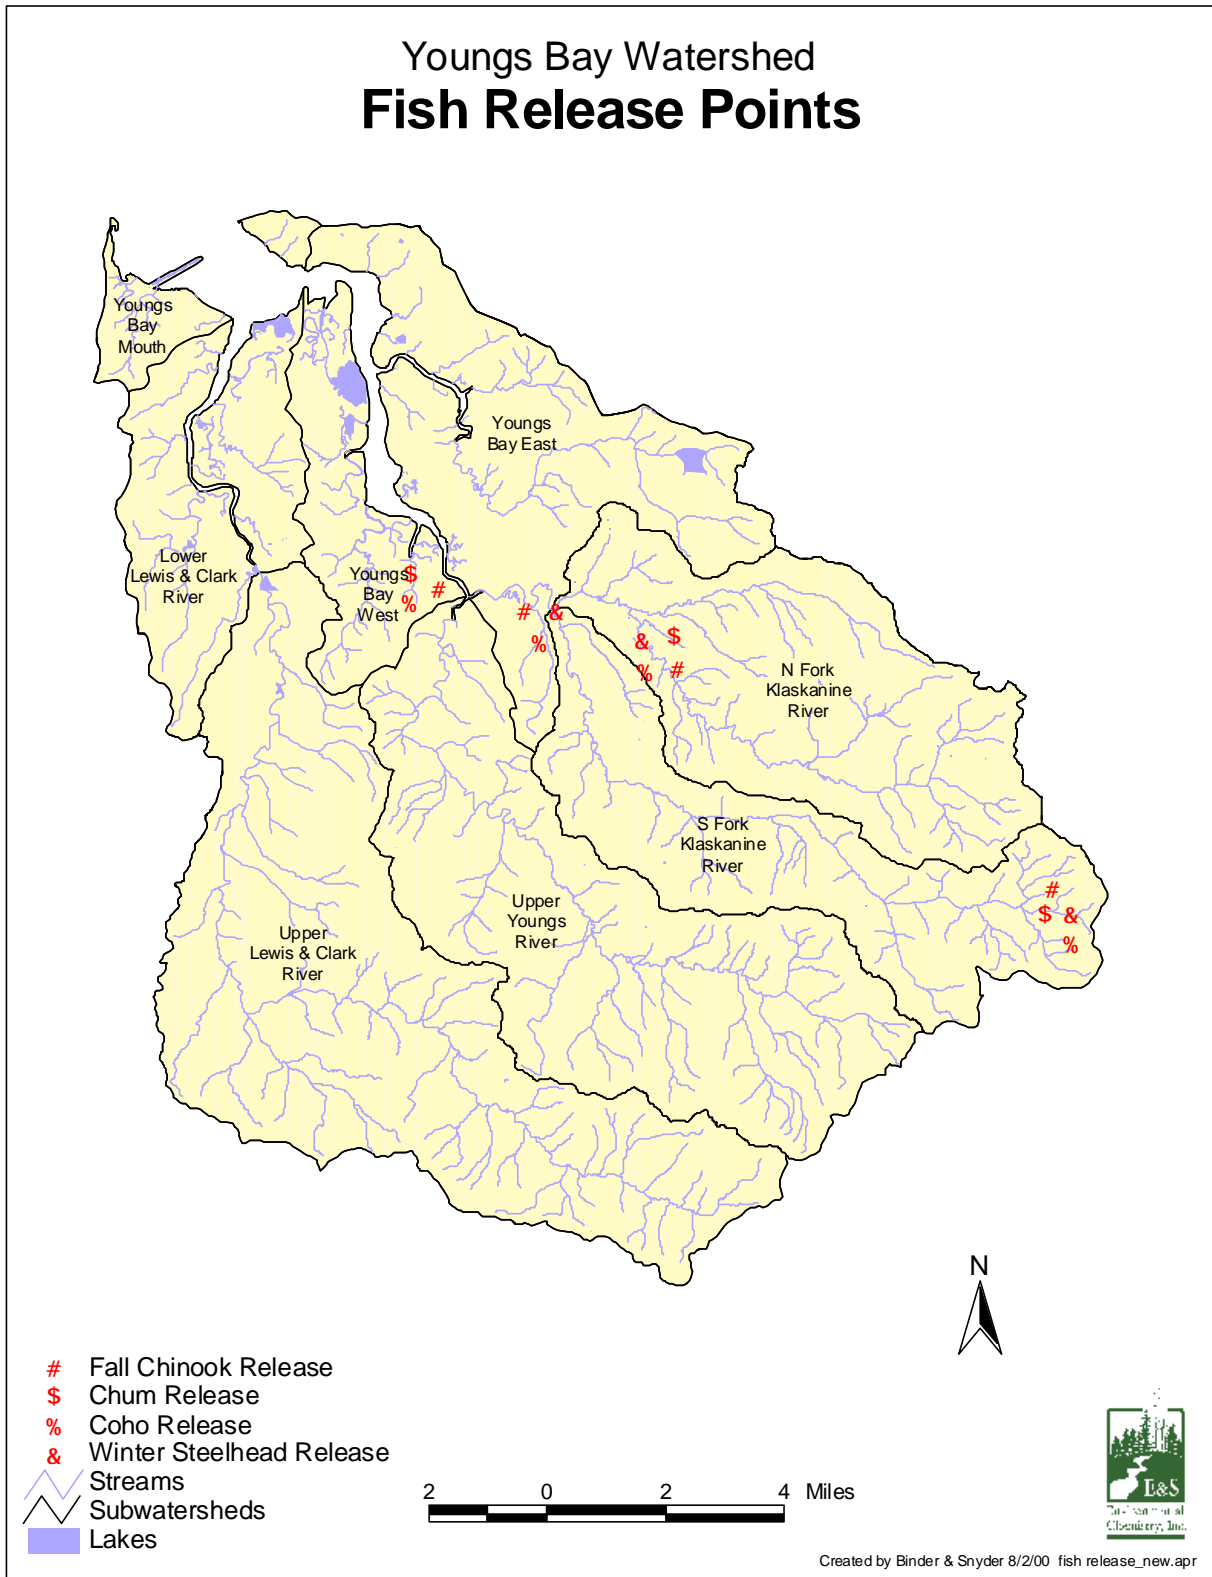 Youngs Bay Watershed
Fish Release Points
Youngs
Bay
Mouth
Youngs
Bay East
Lower
Lewis & Clark
River
Youngs
Bay
West
$
#
%
#
&
%
&
$
%
#
N Fork
Klaskanine
River
S Fork
Klaskanine
River
#
$ &
%
Upper
Youngs
River
Upper
Lewis & Clark
River
N
# Fall Chinook Release
$ Chum Release
% Coho Release
& Winter Steelhead Release
Streams
Subwatersheds
Lakes
2 0 2 4 Miles
E&S
Environmental
Chemistry, Inc.
Created by Binder & Snyder 8/2/00 fish release_new.apr